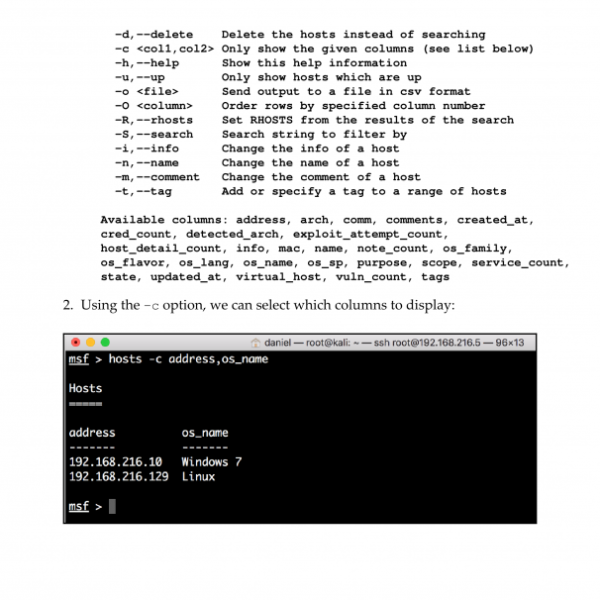 -d,--delete    Delete the hosts instead of searching
-c <col1,col2> Only show the given columns (see list below)
-h,--help      Show this help information
-u,--up        Only show hosts which are up
-o <file>      Send output to a file in csv format
-O <column>    Order rows by specified column number
-R,--rhosts    Set RHOSTS from the results of the search
-S,--search    Search string to filter by
-i,--info      Change the info of a host
-n,--name      Change the name of a host
-m,--comment   Change the comment of a host
-t,--tag       Add or specify a tag to a range of hosts
Available columns: address, arch, comm, comments, created_at,
cred_count, detected_arch, exploit_attempt_count,
host_detail_count, info, mac, name, note_count, os_family,
os_flavor, os_lang, os_name, os_sp, purpose, scope, service_count,
state, updated_at, virtual_host, vuln_count, tags
2. Using the -c option, we can select which columns to display:
daniel — root@kali: ~ — ssh root@192.168.216.5 — 96×13
msf > hosts -c address,os_name
Hosts
=====
address          os_name
-------          -------
192.168.216.10   Windows 7
192.168.216.129  Linux
msf >